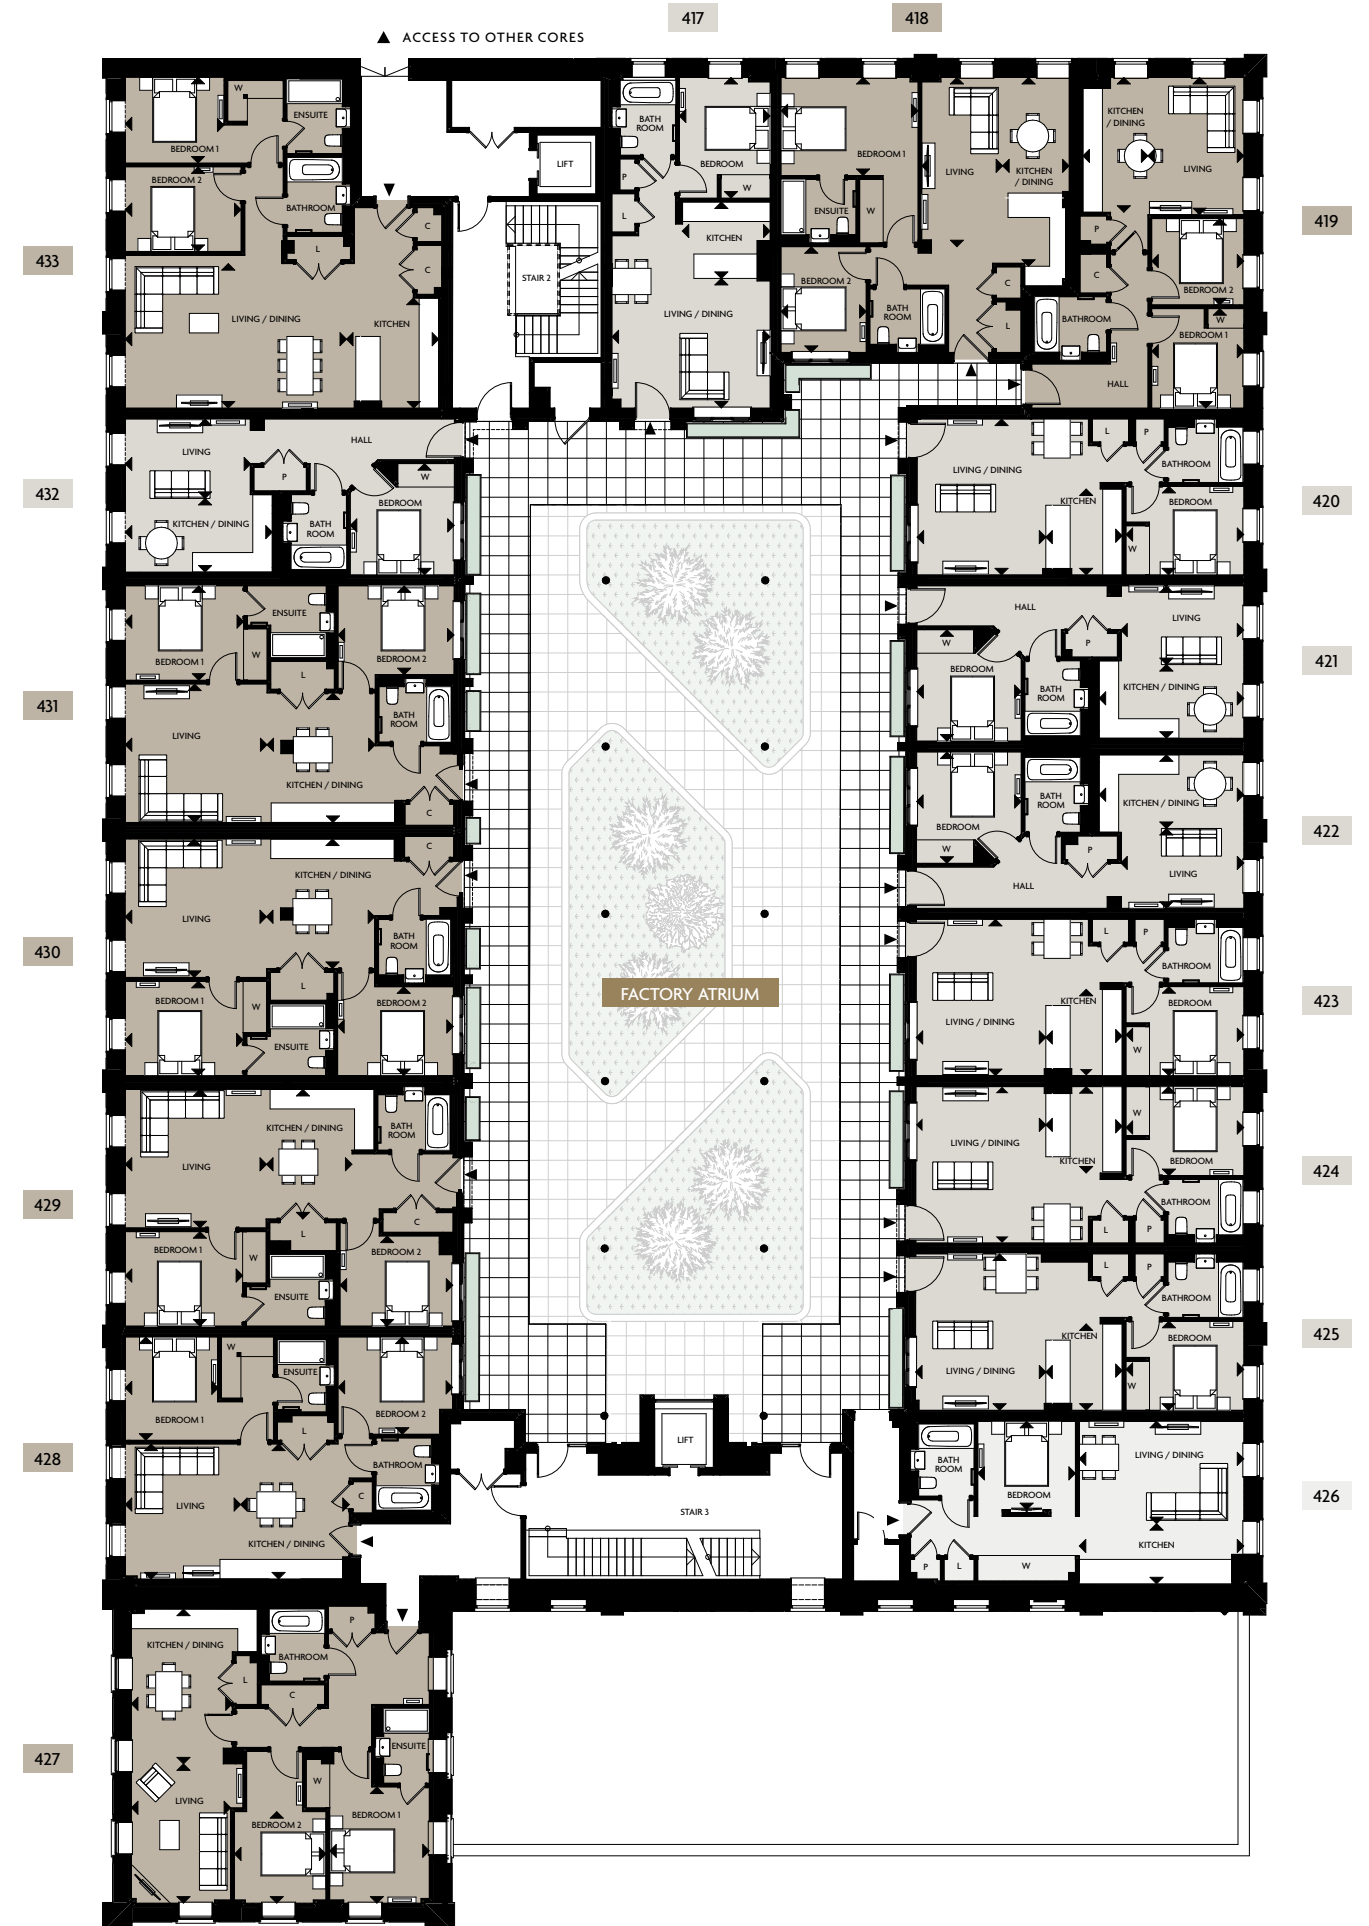 417
418
▲ ACCESS TO OTHER CORES
W
ENSUITE
BEDROOM 1
BEDROOM 2
BATHROOM
L
C
C
433
LIVING / DINING
KITCHEN
LIFT
STAIR 2
BATH
ROOM
W
BEDROOM
P
W
L
KITCHEN
LIVING / DINING
BEDROOM 1
ENSUITE
W
BEDROOM 2
BATH
ROOM
LIVING
KITCHEN
/ DINING
C
L
KITCHEN
/ DINING
LIVING
419
P
C
BEDROOM 2
BATHROOM
W
BEDROOM 1
HALL
LIVING
HALL
P
W
432
BEDROOM
KITCHEN / DINING
BATH
ROOM
LIVING / DINING
L
P
BATHROOM
KITCHEN
BEDROOM
W
420
ENSUITE
BEDROOM 1
W
BEDROOM 2
L
431
BATH
ROOM
LIVING
KITCHEN / DINING
C
HALL
LIVING
W
P
BEDROOM
BATH
ROOM
KITCHEN / DINING
421
C
KITCHEN / DINING
LIVING
BATH
ROOM
430
L
BEDROOM 1
W
BEDROOM 2
ENSUITE
BATH
ROOM
KITCHEN / DINING
BEDROOM
W
P
LIVING
HALL
422
FACTORY ATRIUM
L
P
BATHROOM
KITCHEN
BEDROOM
LIVING / DINING
W
423
KITCHEN / DINING
BATH
ROOM
LIVING
429
C
L
BEDROOM 1
W
BEDROOM 2
ENSUITE
W
LIVING / DINING
KITCHEN
BEDROOM
BATHROOM
L
P
424
L
P
BATHROOM
KITCHEN
BEDROOM
LIVING / DINING
W
425
W
ENSUITE
BEDROOM 1
BEDROOM 2
L
428
BATHROOM
C
LIVING
KITCHEN / DINING
LIFT
STAIR 3
BATH
ROOM
BEDROOM
LIVING / DINING
KITCHEN
P
L
W
426
P
KITCHEN / DINING
BATHROOM
L
C
ENSUITE
427
W
LIVING
BEDROOM 2
BEDROOM 1